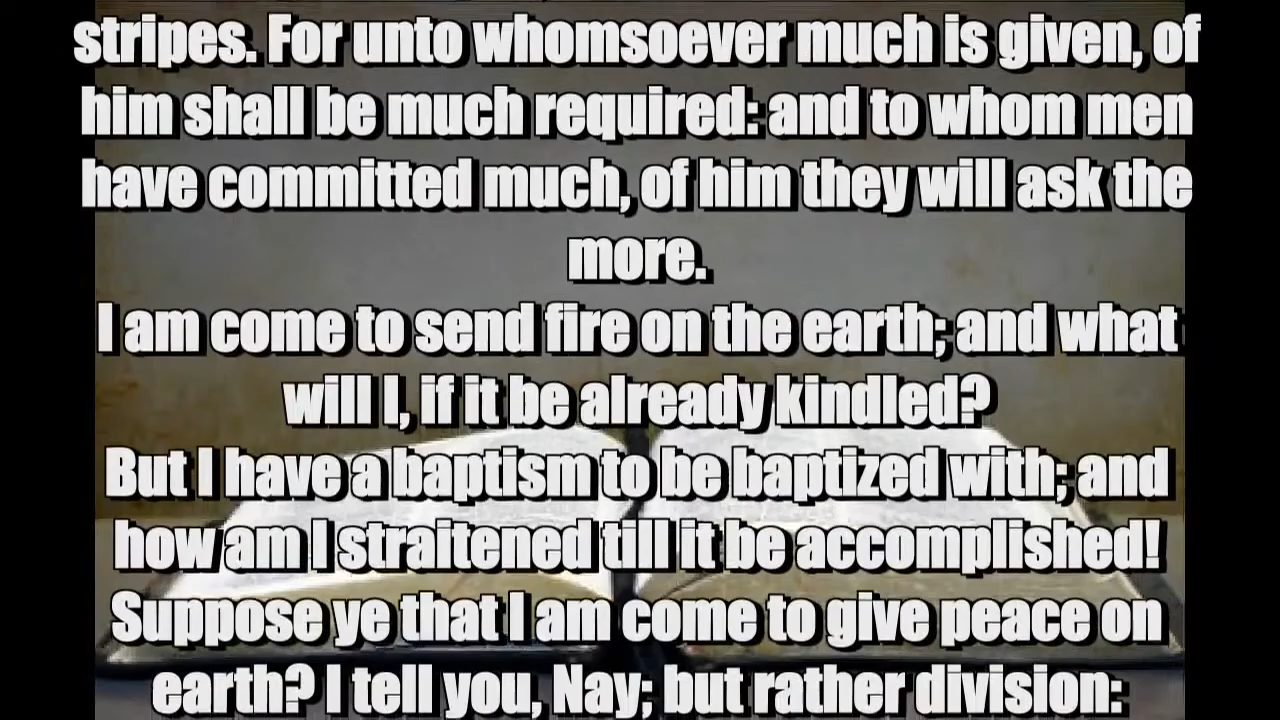 stripes. For unto whomsoever much is given, of
him shall be much required: and to whom men
have committed much, of him they will ask the
more.
I am come to send fire on the earth; and what
will I, if it be already kindled?
But I have a baptism to be baptized with; and
how am I straitened till it be accomplished!
Suppose ye that I am come to give peace on
earth? I tell you, Nay; but rather division: